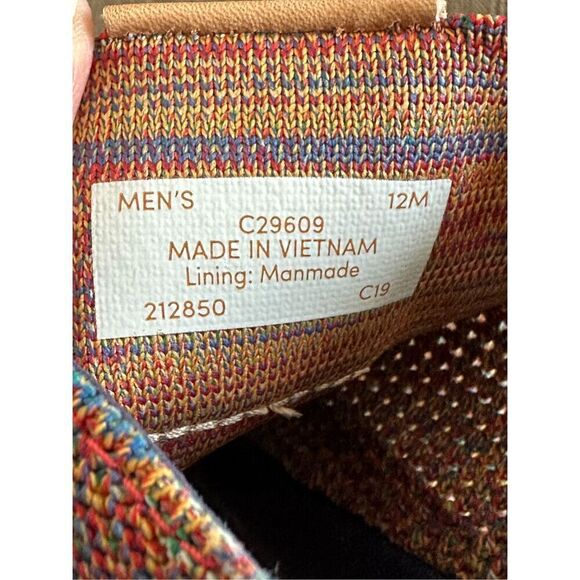 MEN'S 12M
C29609
MADE IN VIETNAM
Lining: Manmade
212850 C19